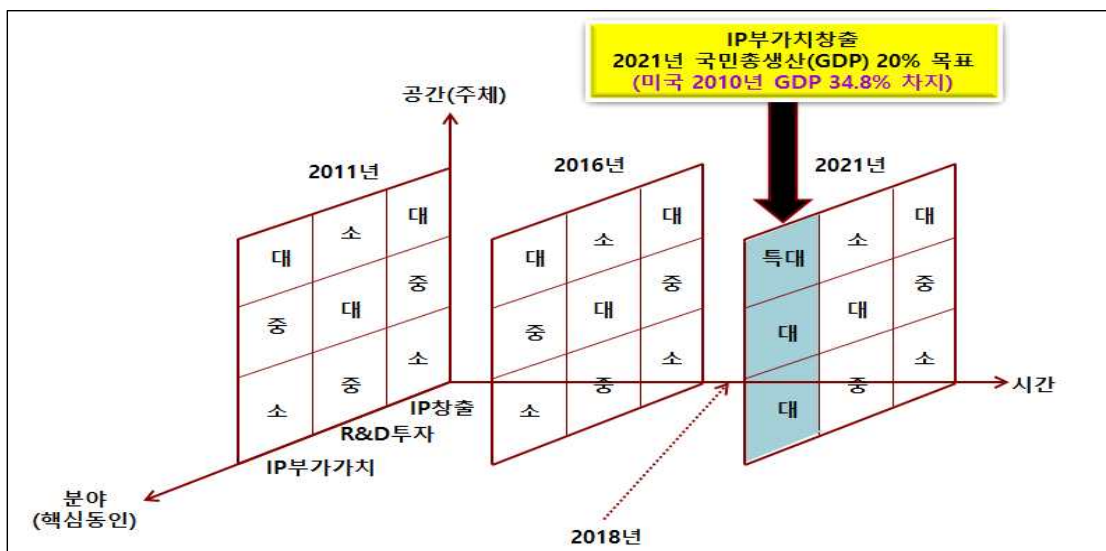 IP부가치창출
2021년 국민총생산(GDP) 20% 목표
(미국 2010년 GDP 34.8% 차지)
공간(주체)
2011년
2016년
2021년
대 소 대
중 대 중
소 중 소
대 소 대
중 대 중
소 중 소
특대 소 대
대 대 중
대 중 소
IP창출
R&D투자
IP부가가치
시간
분야
(핵심동인)
2018년